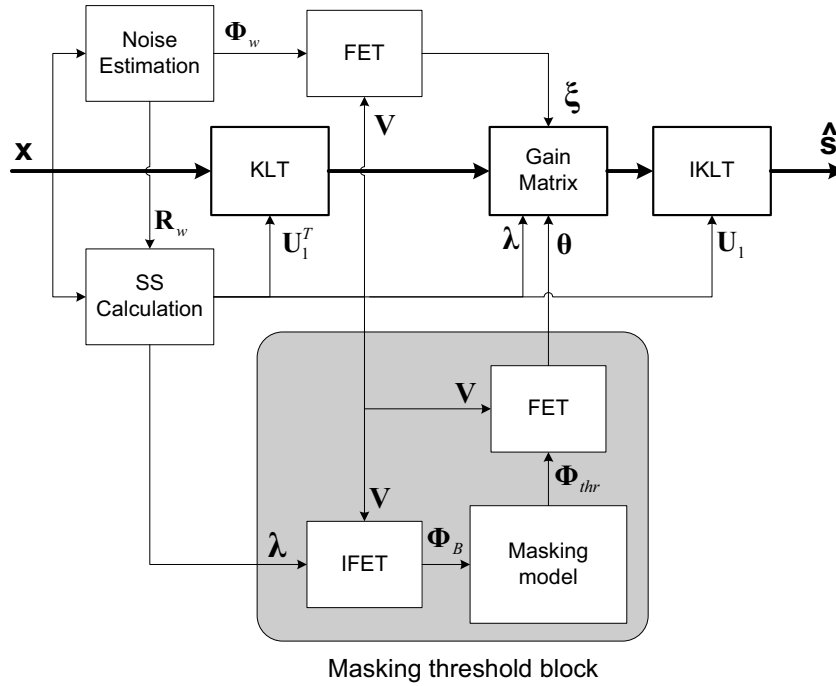 Noise
Estimation
Φ_w
FET
ξ
V
x
KLT
Gain
Matrix
IKLT
ŝ
R_w
U_1^T
λ
θ
U_1
SS
Calculation
V
FET
Φ_thr
V
λ
IFET
Φ_B
Masking
model
Masking threshold block